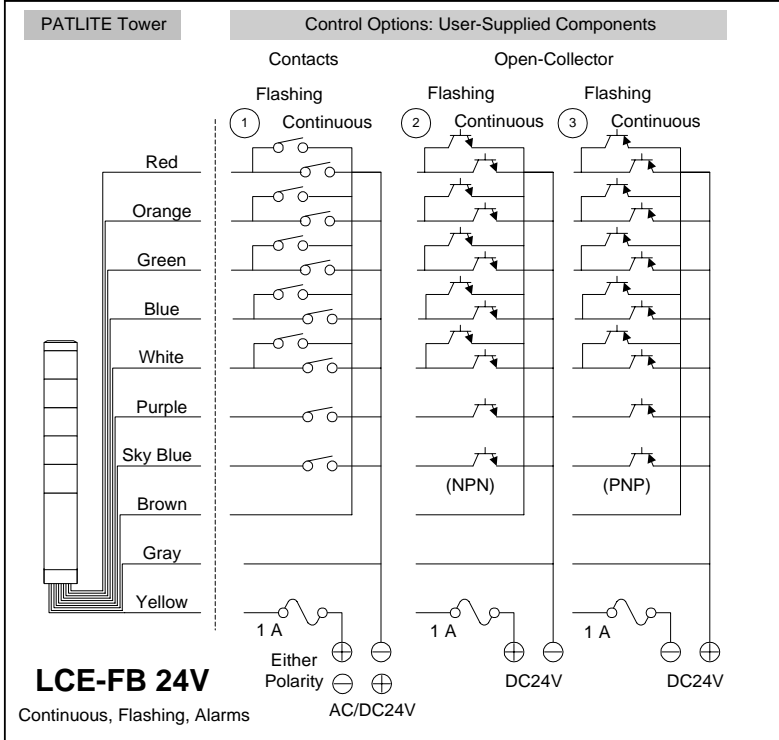 PATLITE Tower
Control Options: User-Supplied Components
Contacts
Open-Collector
Flashing
Flashing
Flashing
1
Continuous
2
Continuous
3
Continuous
Red
Orange
Green
Blue
White
Purple
Sky Blue
(NPN)
(PNP)
Brown
Gray
Yellow
1 A
1 A
1 A
Either
Polarity
LCE-FB 24V
DC24V
DC24V
AC/DC24V
Continuous, Flashing, Alarms